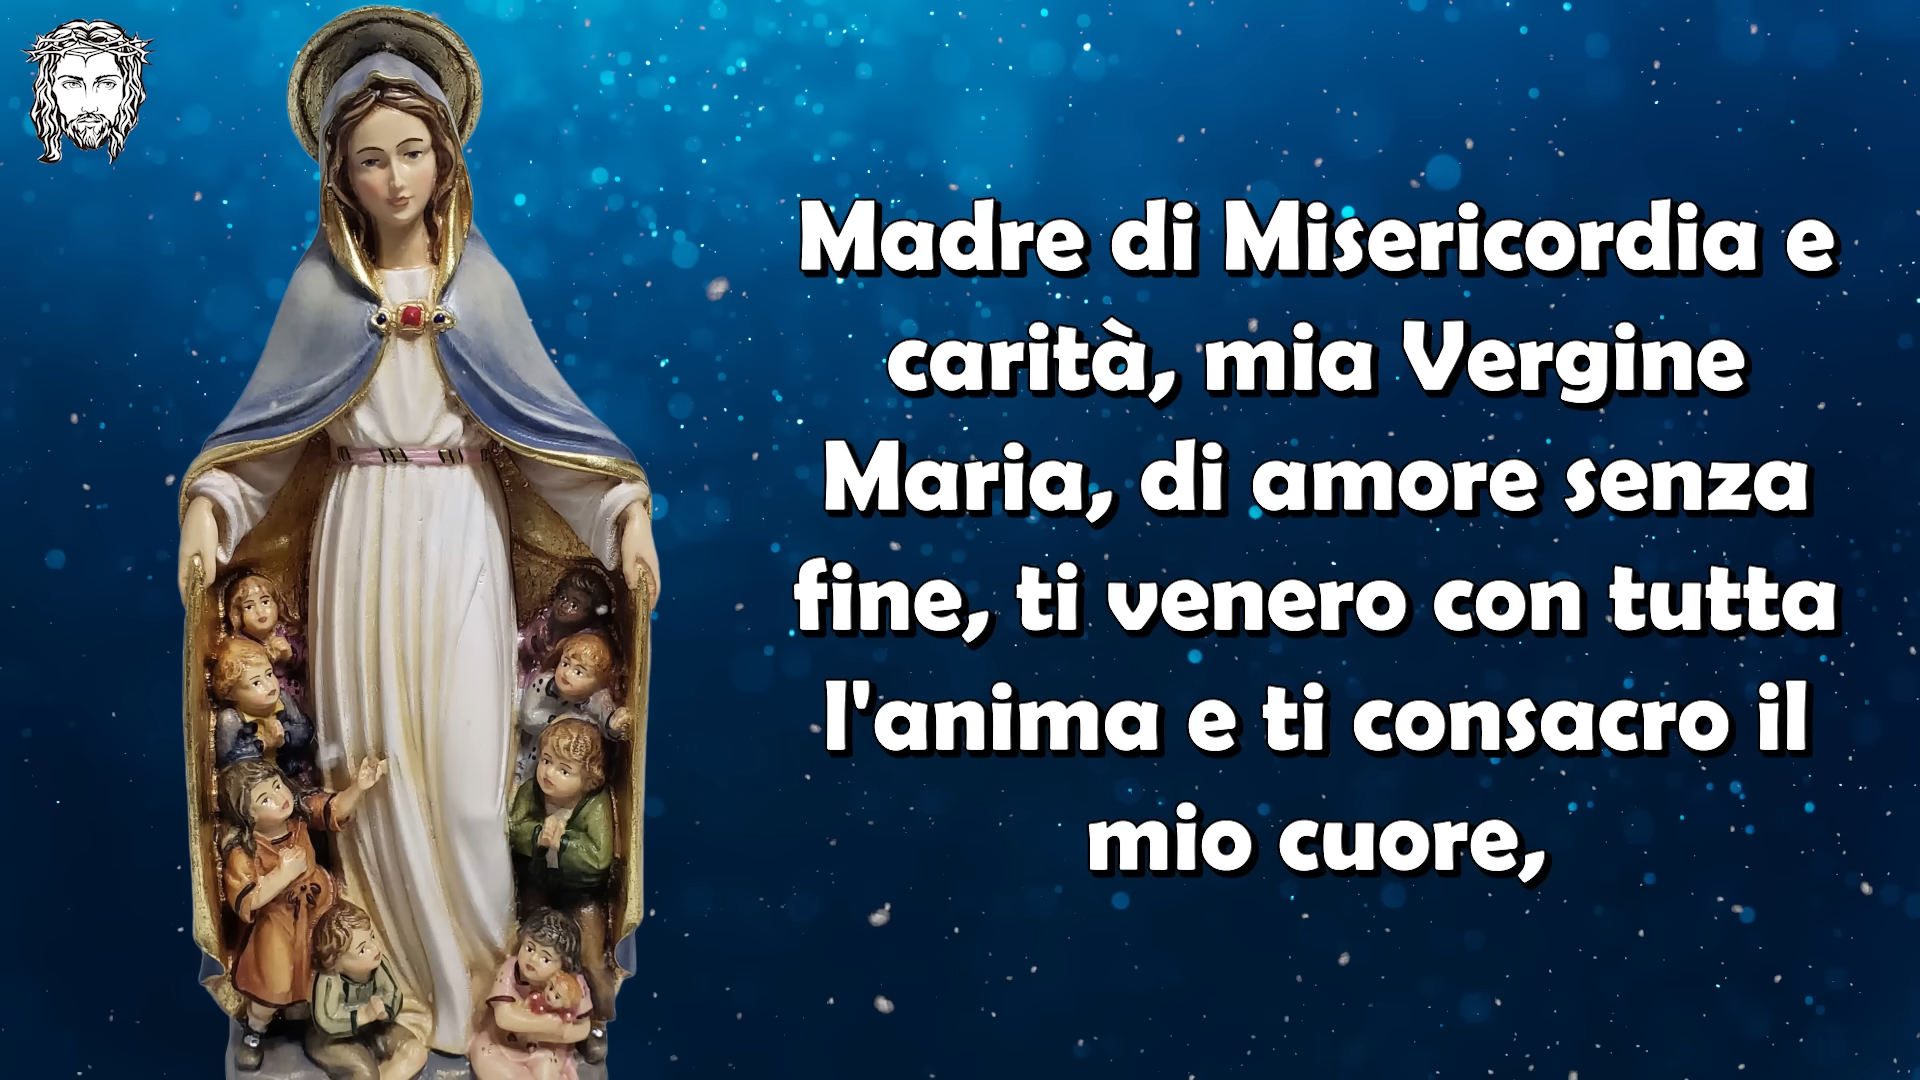 Madre di Misericordia e
carità, mia Vergine
Maria, di amore senza
fine, ti venero con tutta
l'anima e ti consacro il
mio cuore,